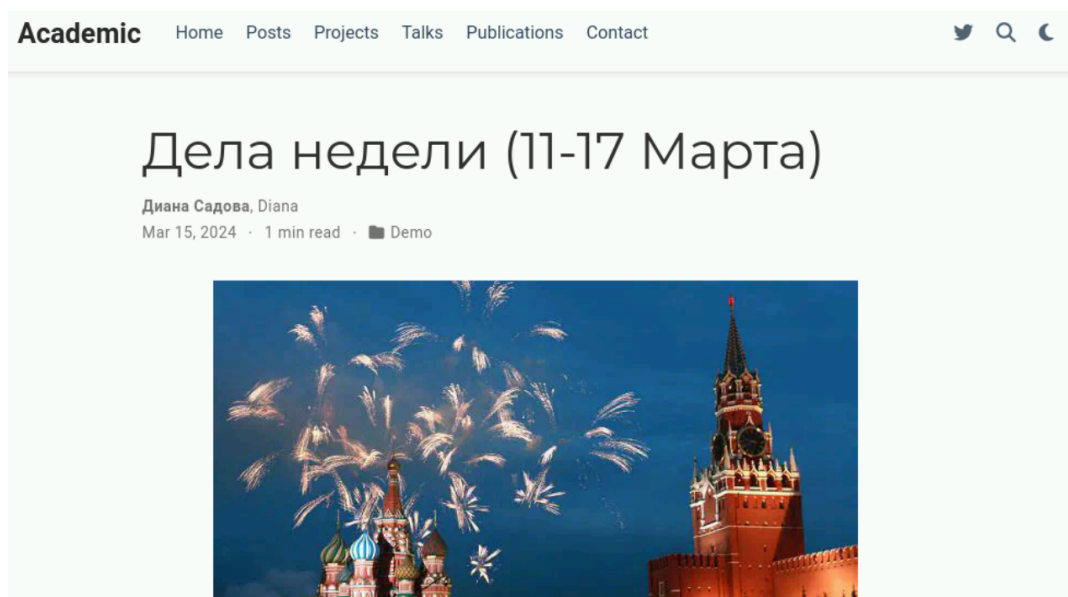 Academic Home Posts Projects Talks Publications Contact
Дела недели (11-17 Марта)
Диана Садова, Diana
Mar 15, 2024 · 1 min read · Demo